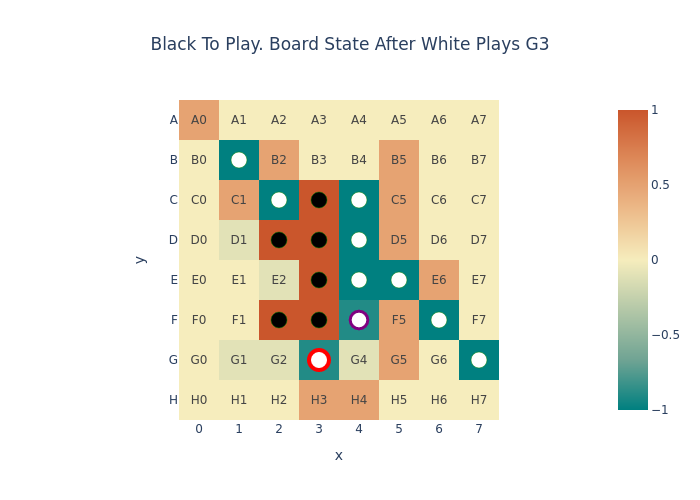 Black To Play. Board State After White Plays G3
A A0 A1 A2 A3 A4 A5 A6 A7
B B0 B2 B3 B4 B5 B6 B7
C C0 C1 C5 C6 C7
D D0 D1 D5 D6 D7
E E0 E1 E2 E6 E7
F F0 F1 F5 F7
G G0 G1 G2 G4 G5 G6
H H0 H1 H2 H3 H4 H5 H6 H7
0 1 2 3 4 5 6 7
x
y
1
0.5
0
−0.5
−1